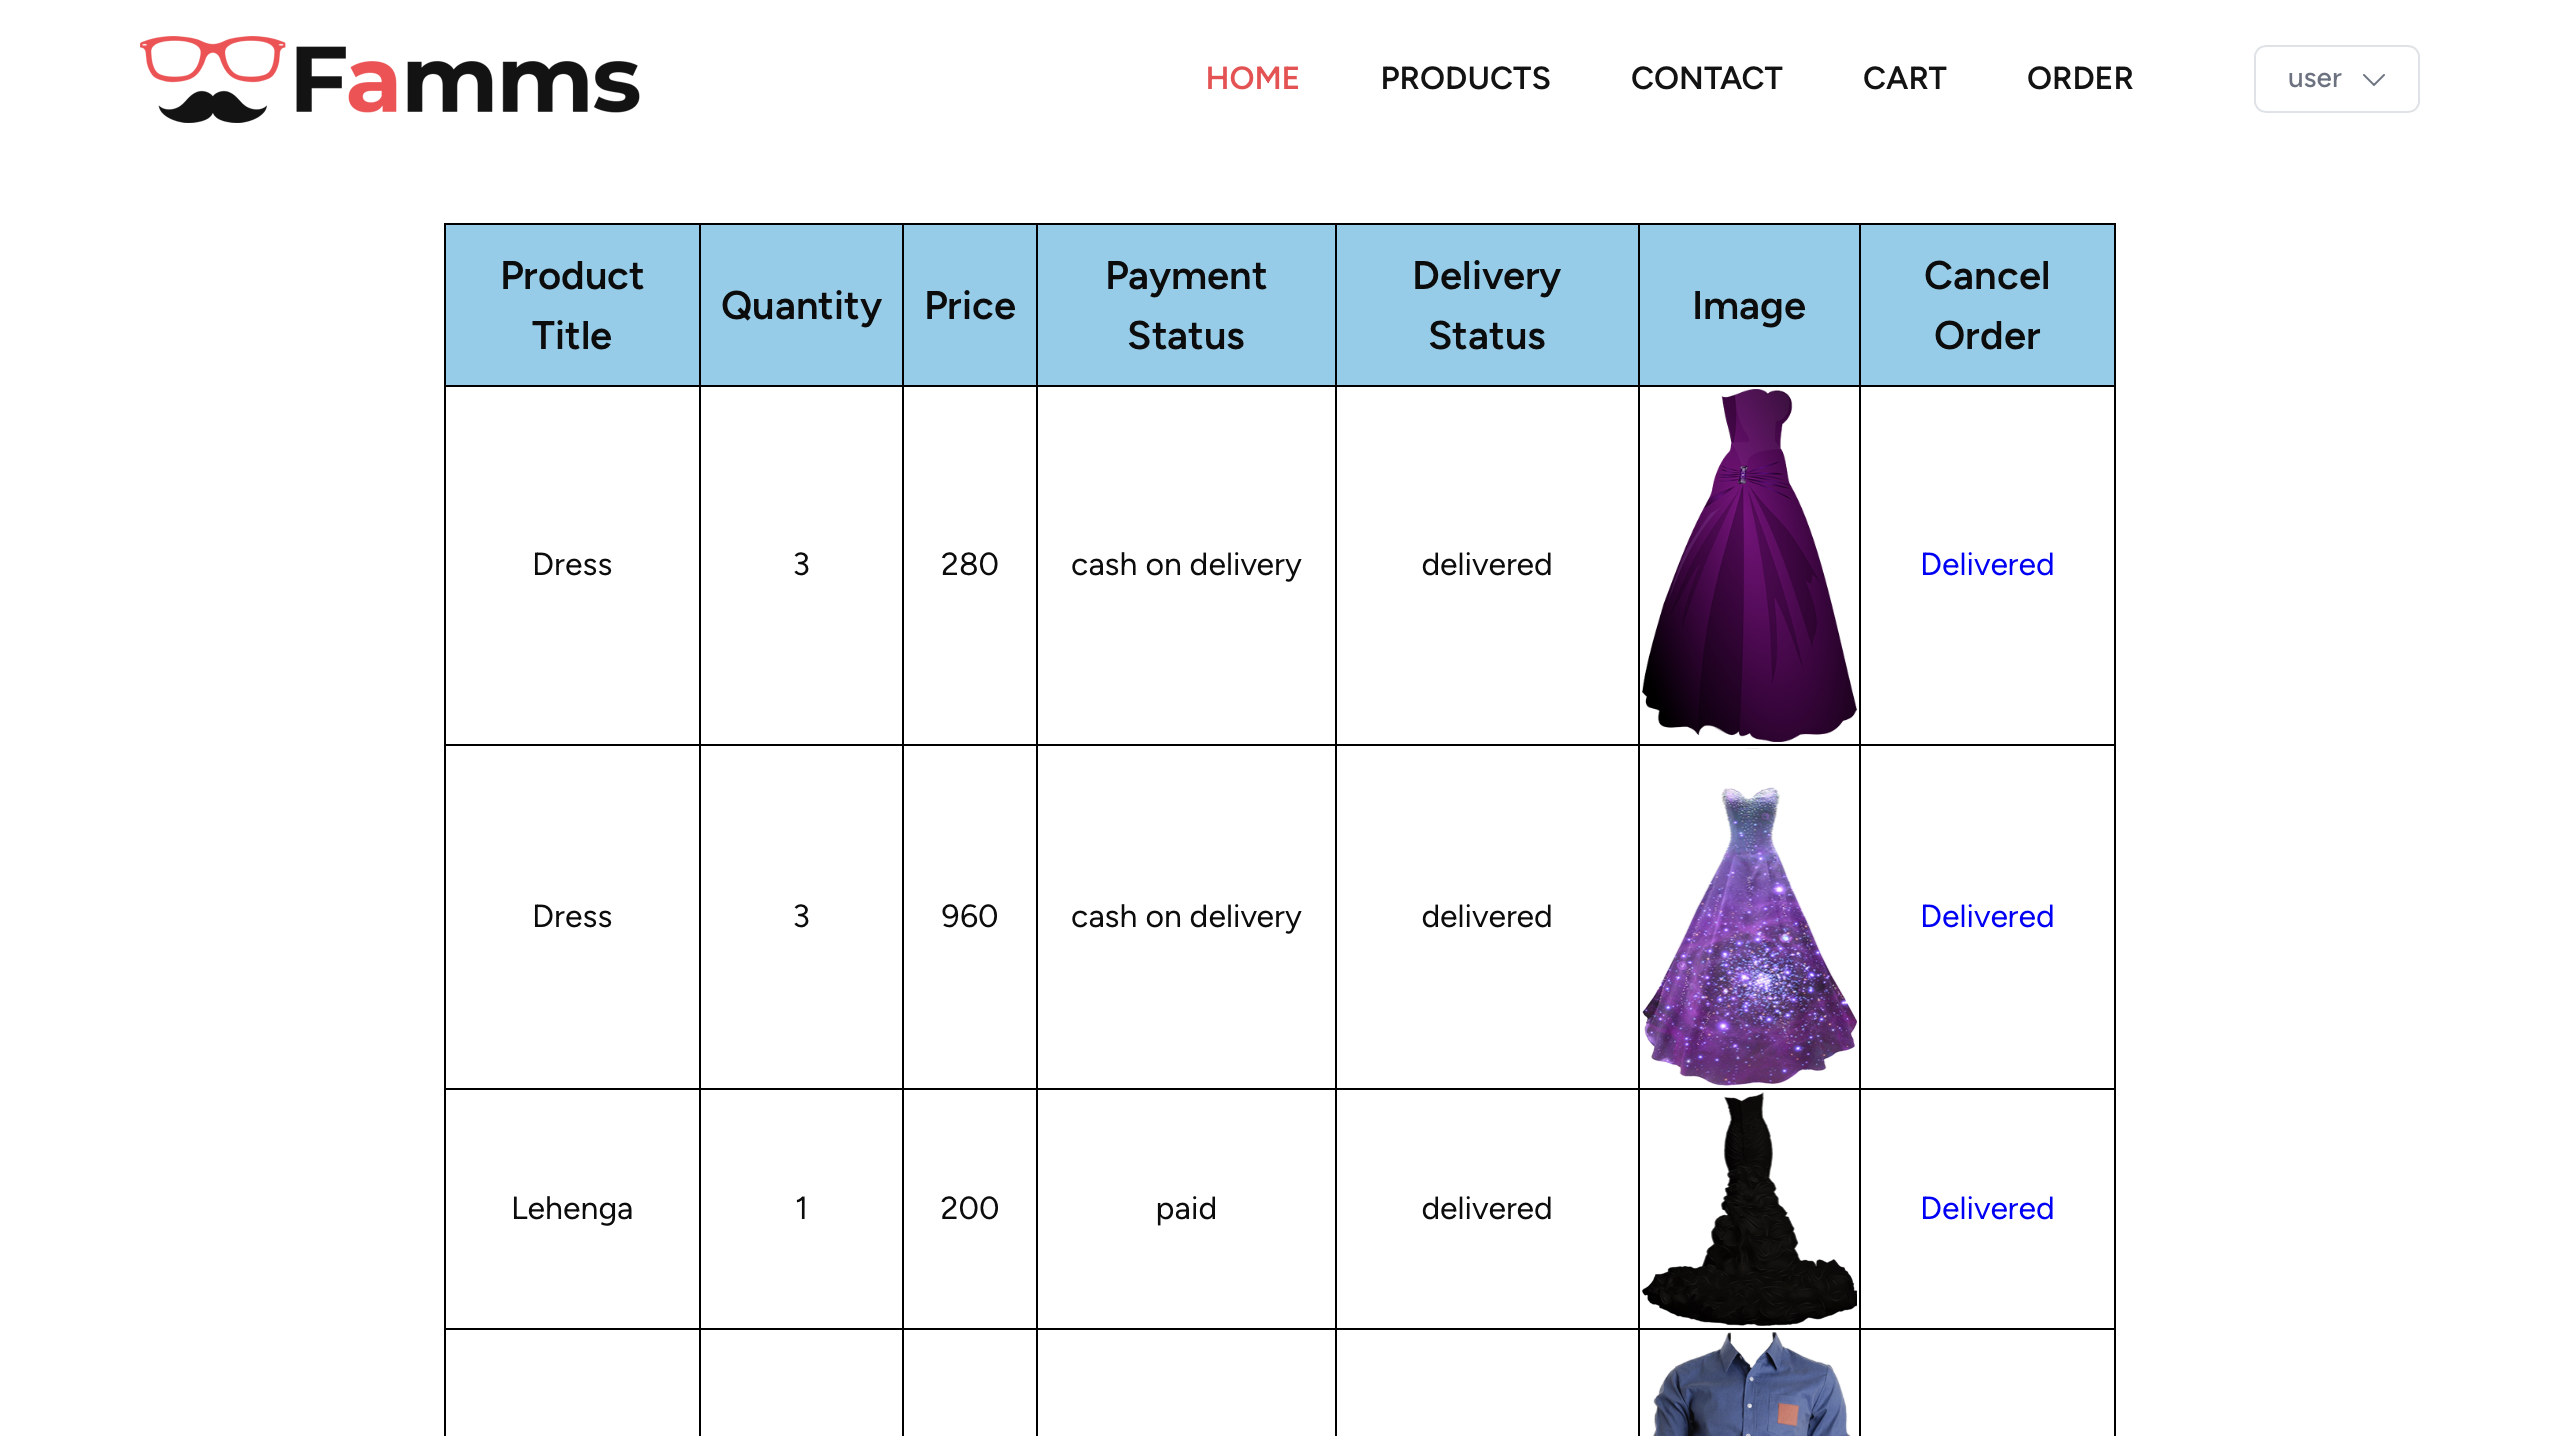 Famms
HOME PRODUCTS CONTACT CART ORDER user
Product Title Quantity Price Payment Status Delivery Status Image Cancel Order
Dress 3 280 cash on delivery delivered Delivered
Dress 3 960 cash on delivery delivered Delivered
Lehenga 1 200 paid delivered Delivered